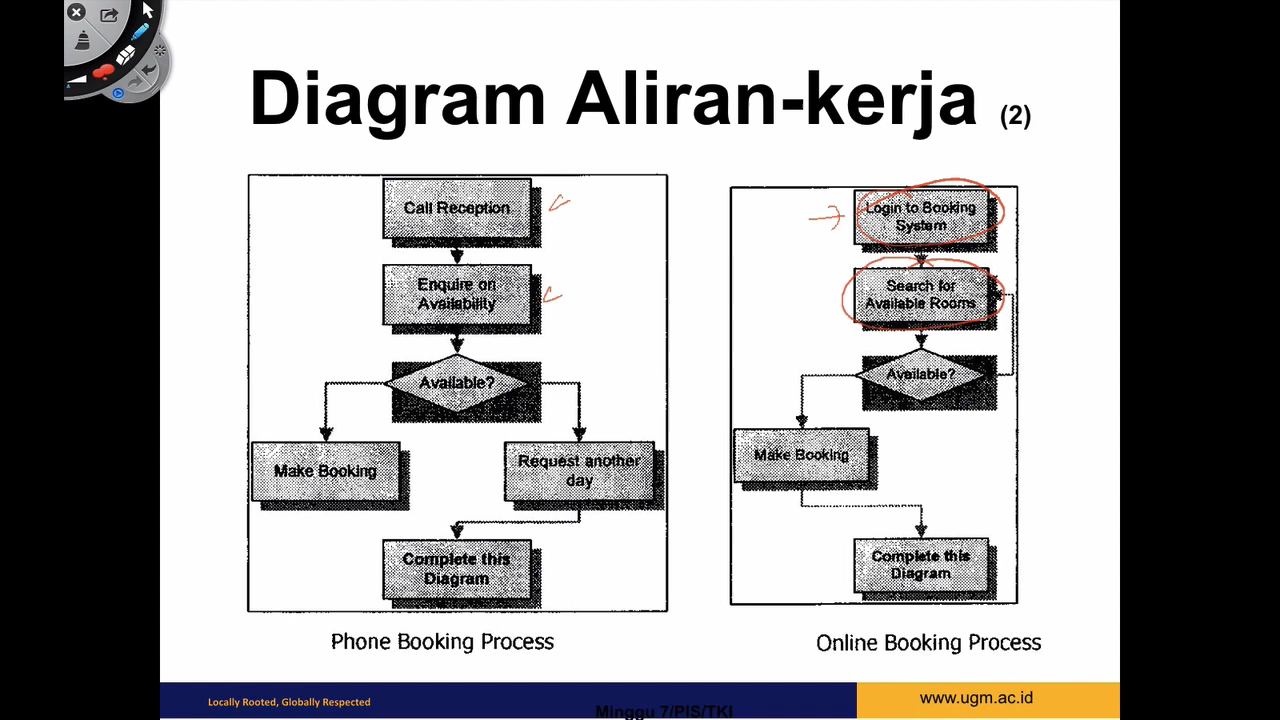 Diagram Aliran-kerja (2)
Call Reception
Enquire on
Availability
Available?
Make Booking
Request another
day
Complete this
Diagram
Phone Booking Process
Login to Booking
System
Search for
Available Rooms
Available?
Make Booking
Complete this
Diagram
Online Booking Process
Locally Rooted, Globally Respected
Minggu 7/PIS/TKI
www.ugm.ac.id